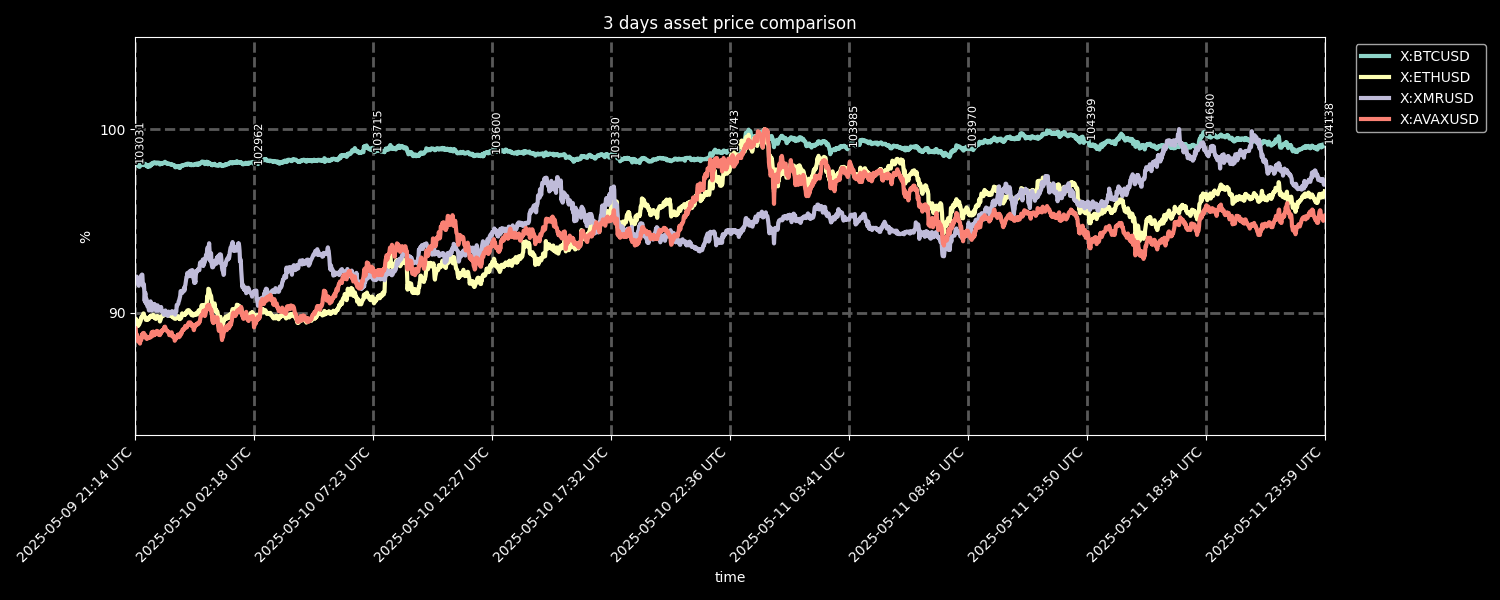 3 days asset price comparison
X:BTCUSD
X:ETHUSD
X:XMRUSD
X:AVAXUSD
100
90
%
103031
102962
103715
103600
103330
103743
103985
103970
104399
104680
104138
2025-05-09 21:14 UTC
2025-05-10 02:18 UTC
2025-05-10 07:23 UTC
2025-05-10 12:27 UTC
2025-05-10 17:32 UTC
2025-05-10 22:36 UTC
2025-05-11 03:41 UTC
2025-05-11 08:45 UTC
2025-05-11 13:50 UTC
2025-05-11 18:54 UTC
2025-05-11 23:59 UTC
time